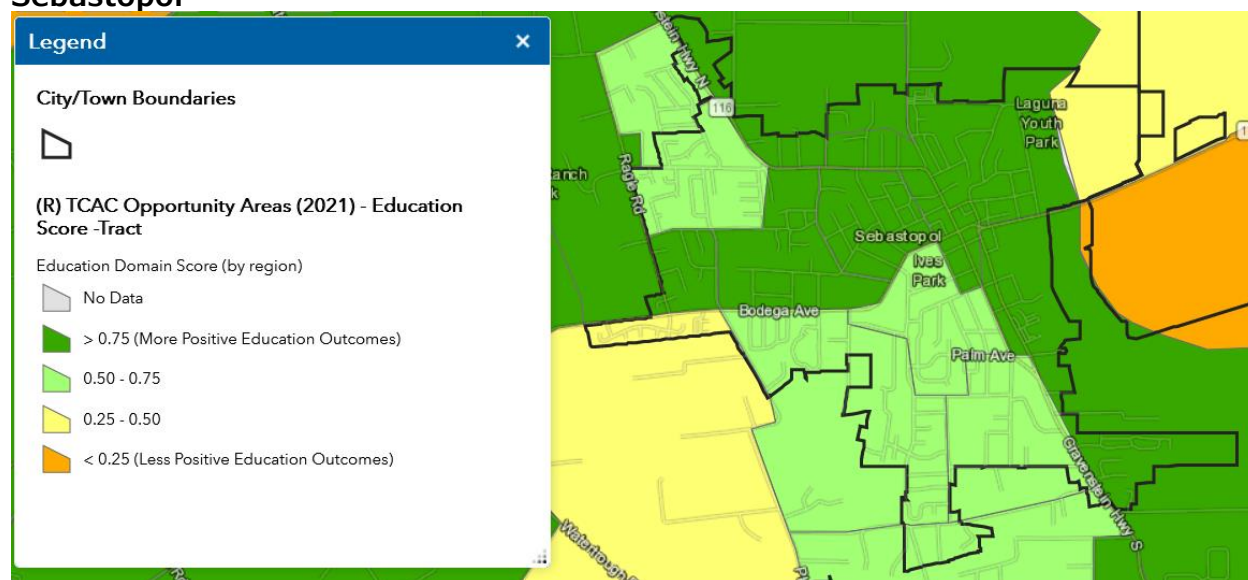 Sebastopol
Legend
City/Town Boundaries
(R) TCAC Opportunity Areas (2021) - Education
Score -Tract
Education Domain Score (by region)
No Data
> 0.75 (More Positive Education Outcomes)
0.50 - 0.75
0.25 - 0.50
< 0.25 (Less Positive Education Outcomes)
116
Laguna
Youth
Park
Ragle Rd
Sebastopol
Ives
Park
Bodega Ave
Palm Ave
Gravenstein Hwy S